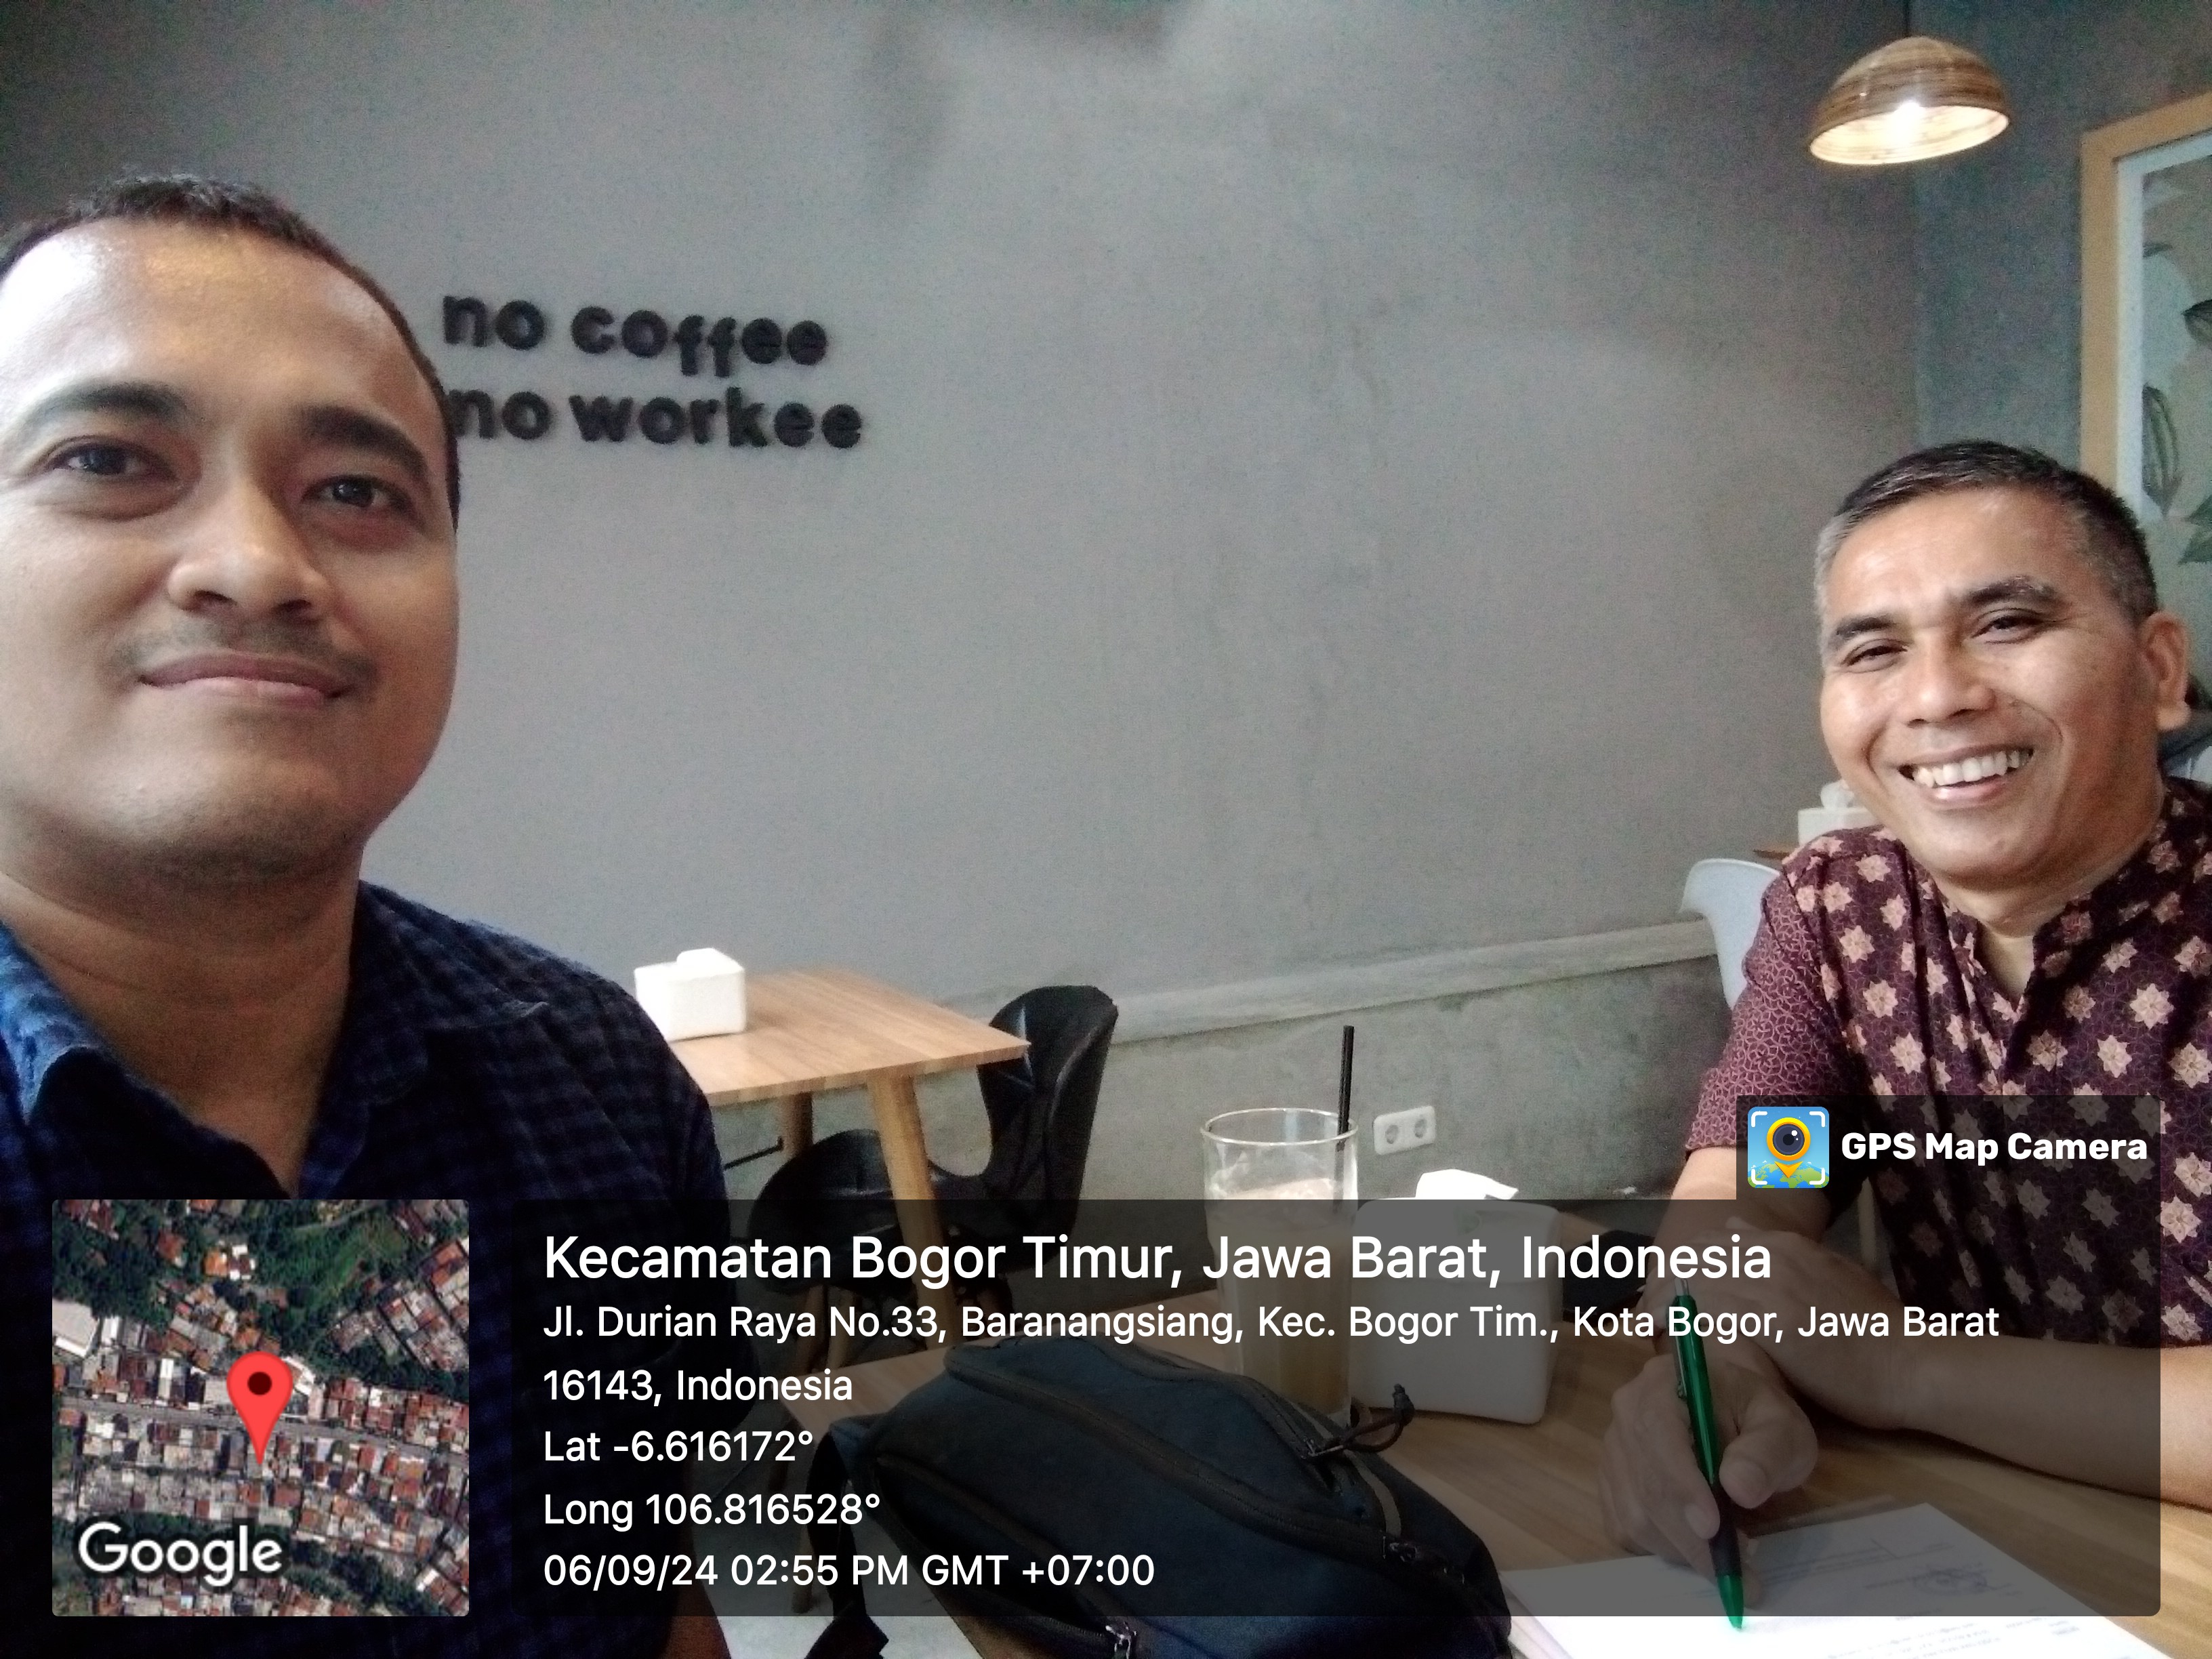 no coffee
no workee
GPS Map Camera
Kecamatan Bogor Timur, Jawa Barat, Indonesia
Jl. Durian Raya No.33, Baranangsiang, Kec. Bogor Tim., Kota Bogor, Jawa Barat
16143, Indonesia
Lat -6.616172°
Long 106.816528°
06/09/24 02:55 PM GMT +07:00
Google